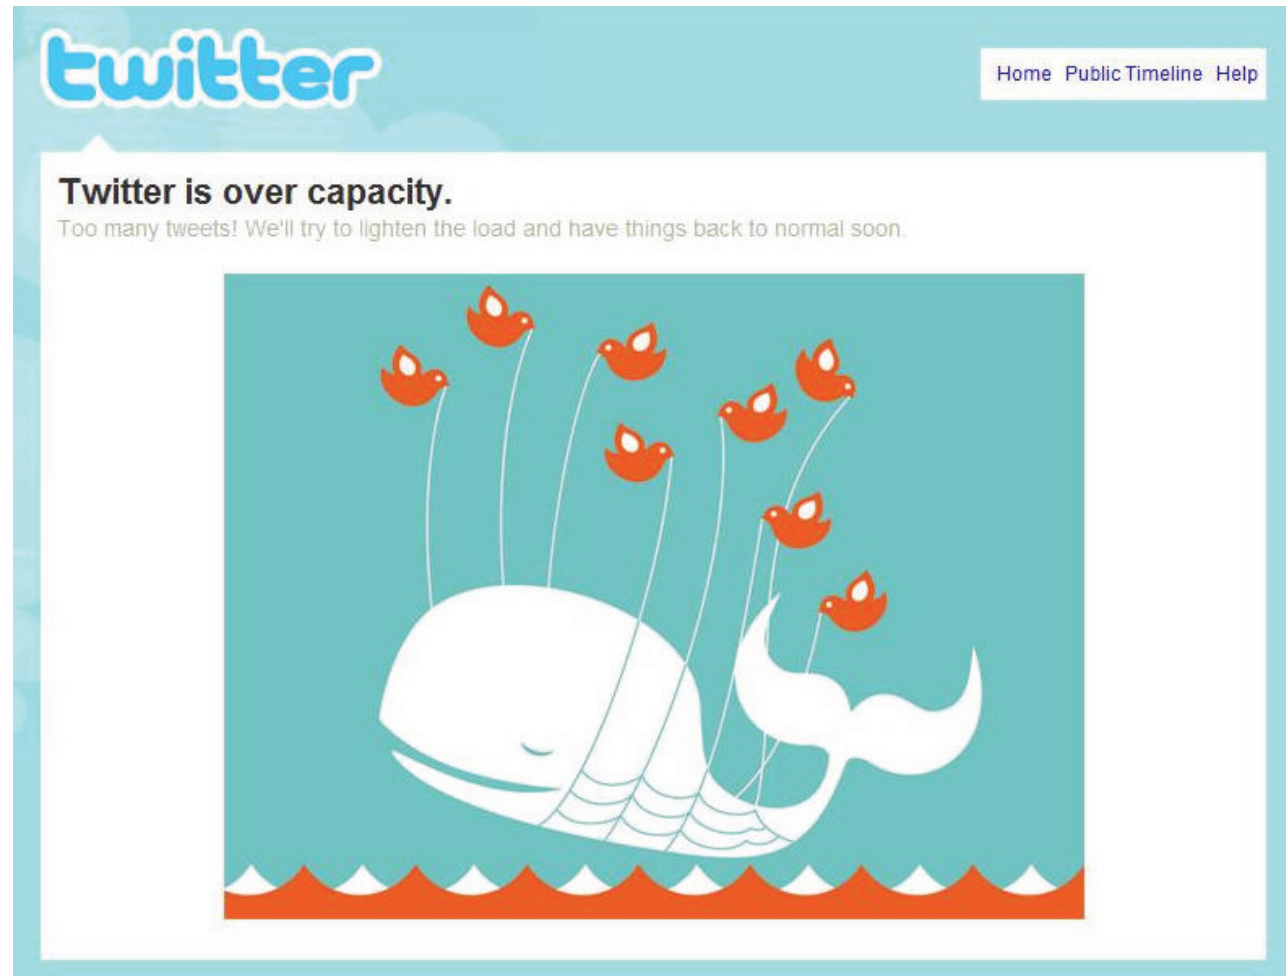 twitter
Home Public Timeline Help
Twitter is over capacity.
Too many tweets! We'll try to lighten the load and have things back to normal soon.